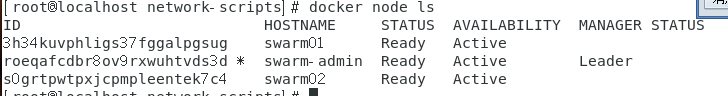 [root@localhost network-scripts]# docker node ls
ID HOSTNAME STATUS AVAILABILITY MANAGER STATUS
3h34kuvphligs37fggalpgsug swarm01 Ready Active
roeqafcdbr8ov9rxwuhtvds3d * swarm-admin Ready Active Leader
s0grtpwtpxjcpmpleentek7c4 swarm02 Ready Active
[root@localhost network-scripts]#